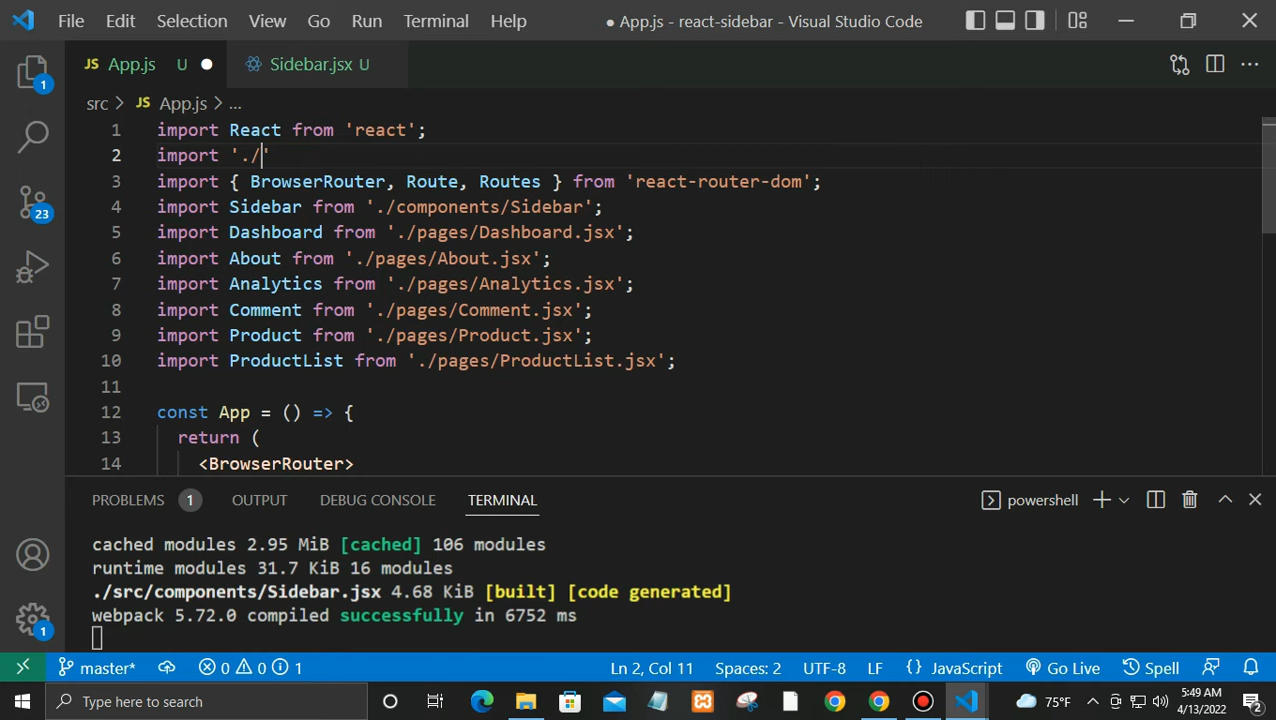 File Edit Selection View Go Run Terminal Help ● App.js - react-sidebar - Visual Studio Code
JS App.js U ● Sidebar.jsx U
src > JS App.js > ...
1 import React from 'react';
2 import './'
3 import { BrowserRouter, Route, Routes } from 'react-router-dom';
4 import Sidebar from './components/Sidebar';
5 import Dashboard from './pages/Dashboard.jsx';
6 import About from './pages/About.jsx';
7 import Analytics from './pages/Analytics.jsx';
8 import Comment from './pages/Comment.jsx';
9 import Product from './pages/Product.jsx';
10 import ProductList from './pages/ProductList.jsx';
11
12 const App = () => {
13 return (
14 <BrowserRouter>
1
23
1
PROBLEMS 1 OUTPUT DEBUG CONSOLE TERMINAL powershell
cached modules 2.95 MiB [cached] 106 modules
runtime modules 31.7 KiB 16 modules
./src/components/Sidebar.jsx 4.68 KiB [built] [code generated]
webpack 5.72.0 compiled successfully in 6752 ms
master* 0 0 1 Ln 2, Col 11 Spaces: 2 UTF-8 LF {} JavaScript Go Live Spell
Type here to search 75°F 5:49 AM
4/13/2022 2